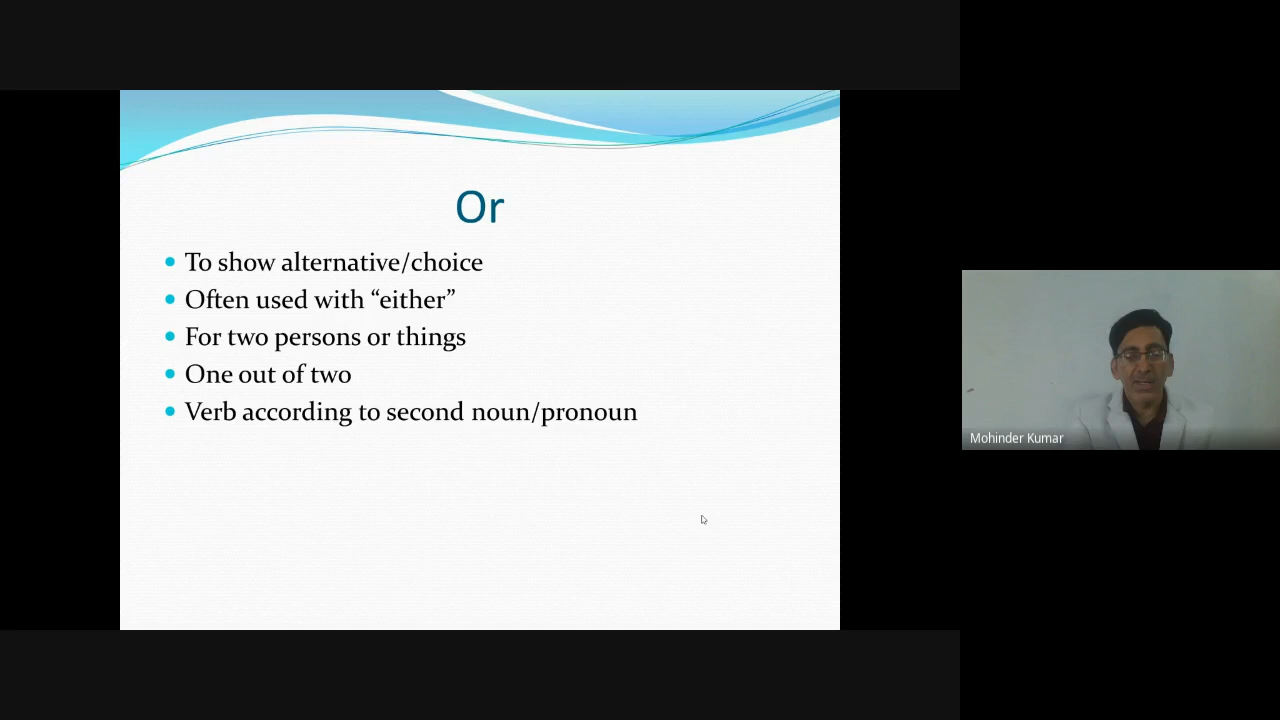 Or
To show alternative/choice
Often used with “either”
For two persons or things
One out of two
Verb according to second noun/pronoun
Mohinder Kumar